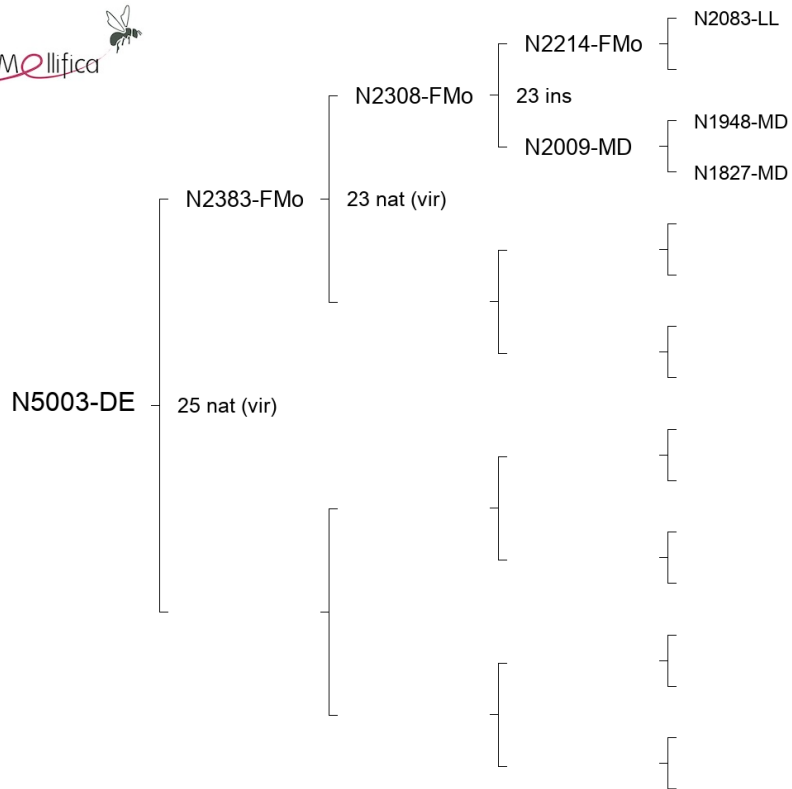 Mellifica
N2083-LL
N2214-FMo
N2308-FMo
23 ins
N1948-MD
N2009-MD
N1827-MD
N2383-FMo
23 nat (vir)
N5003-DE
25 nat (vir)